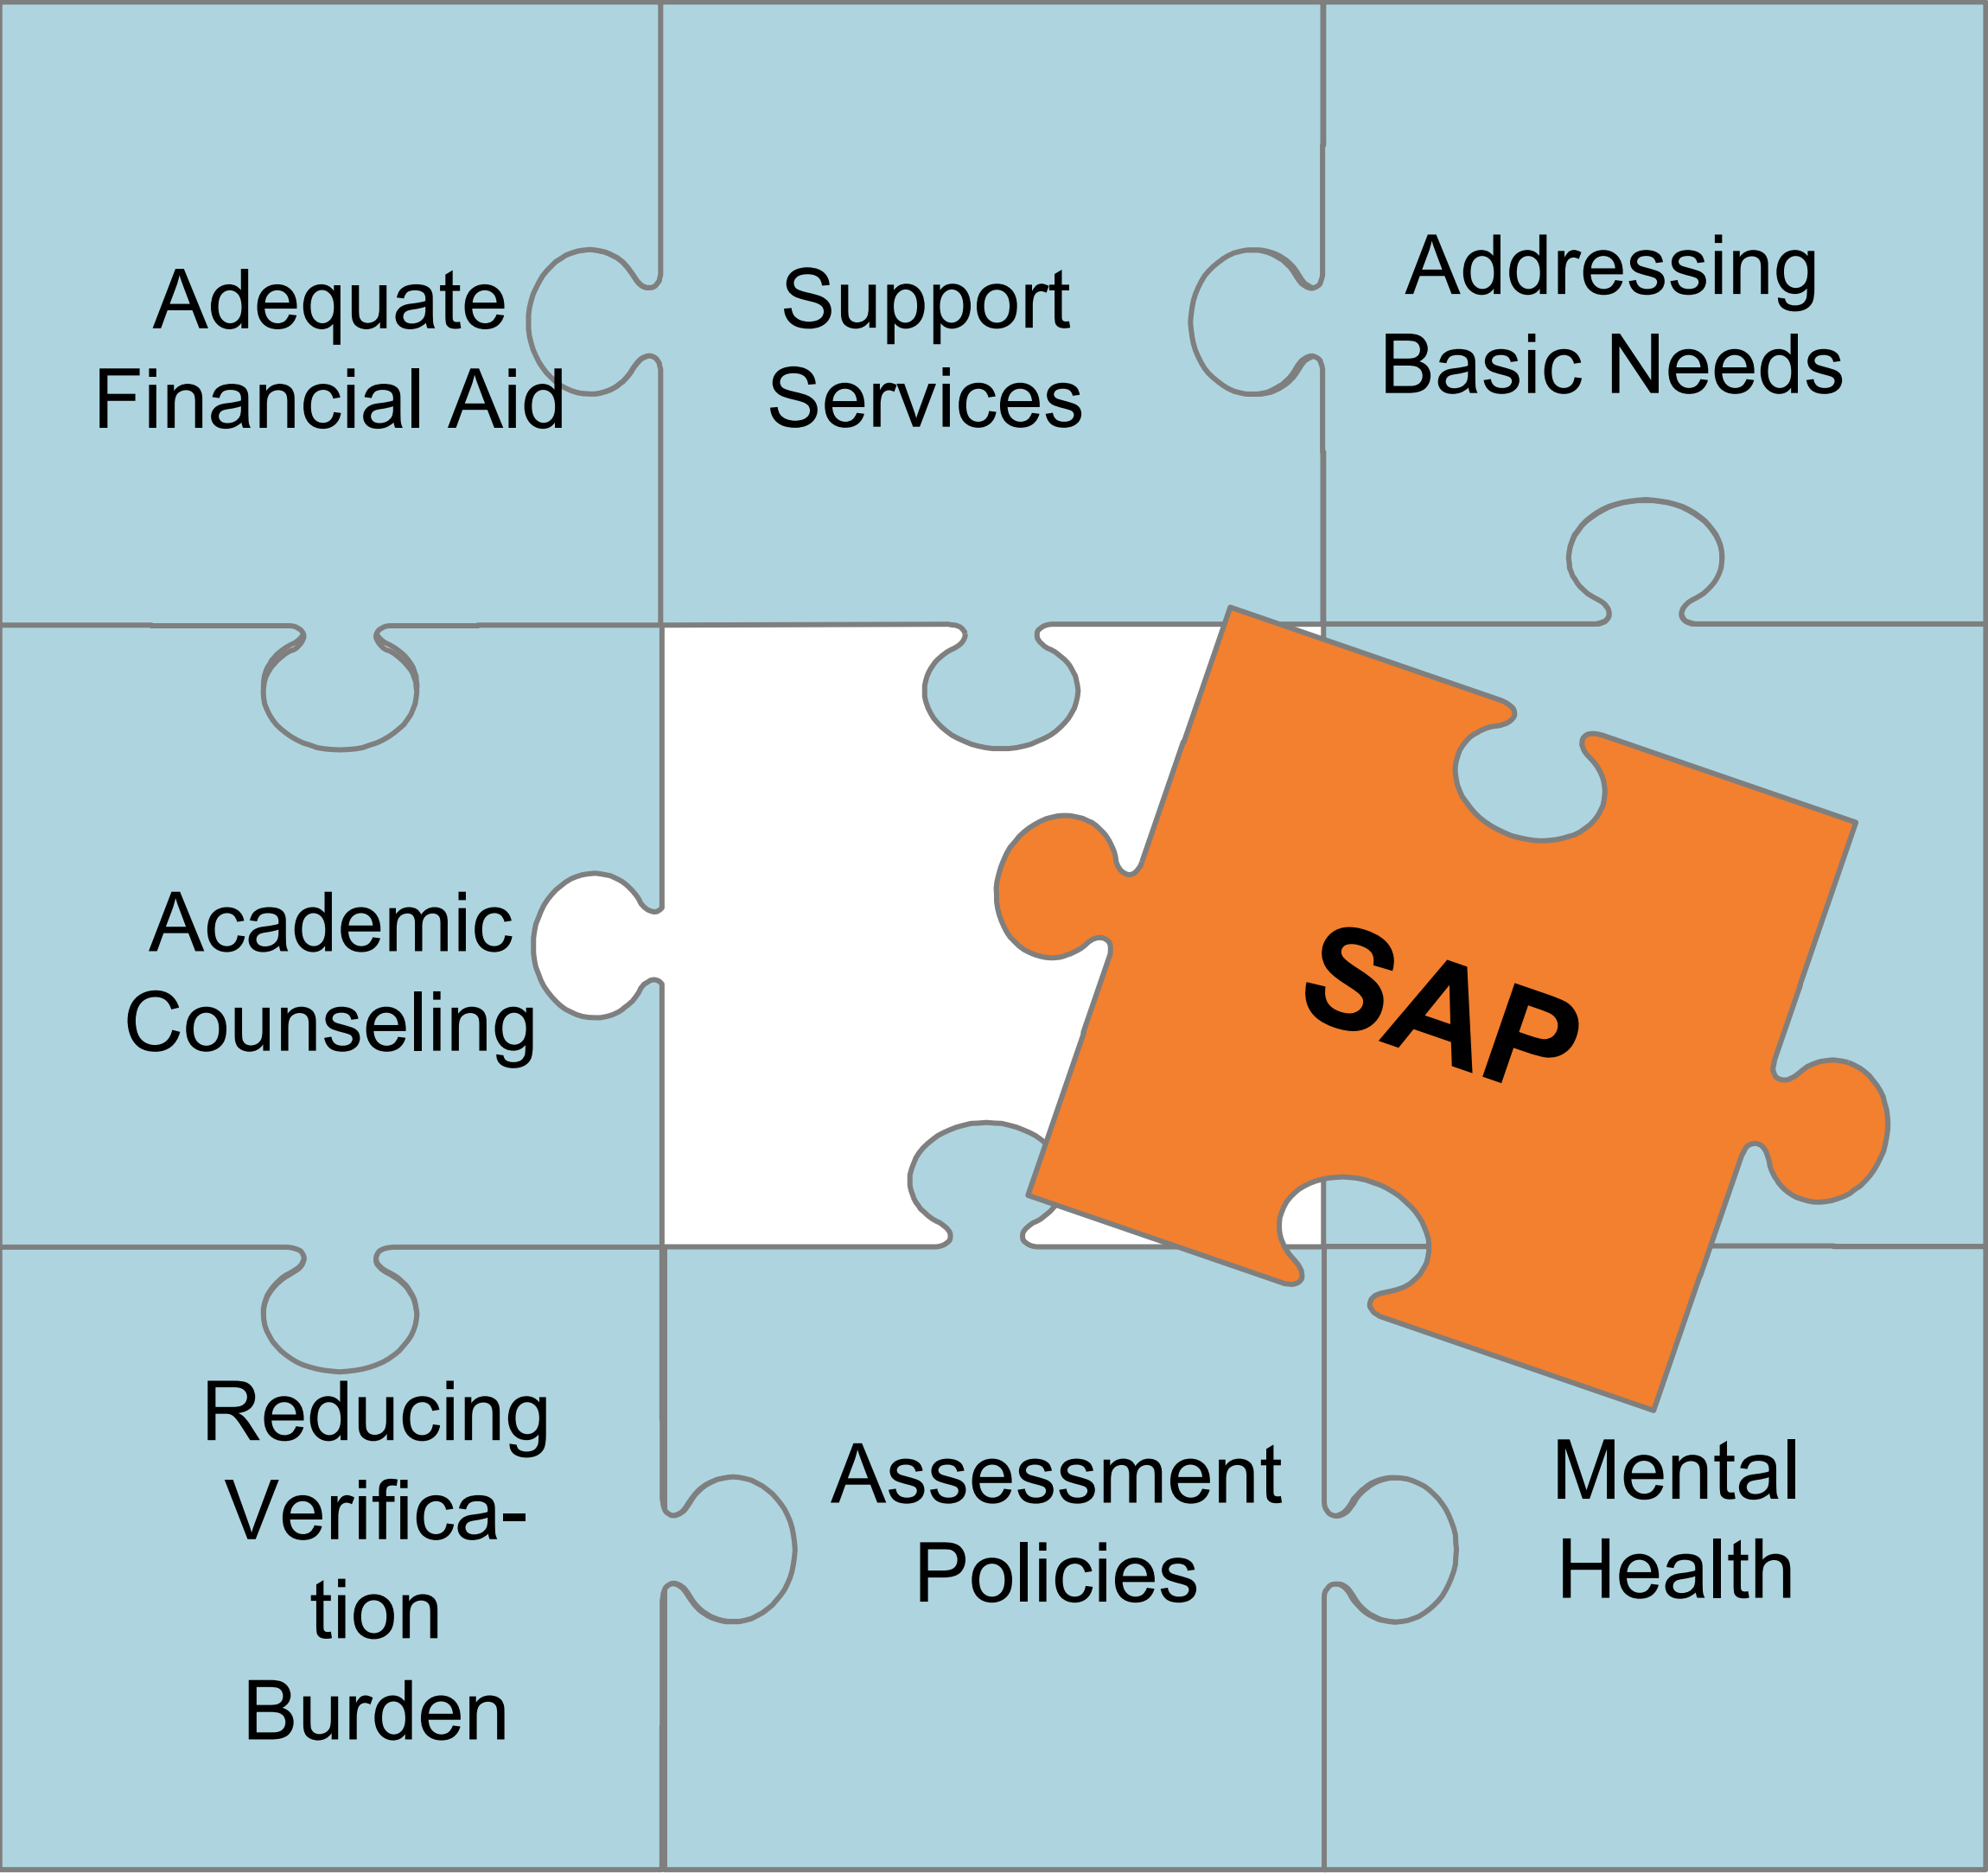 Adequate
Financial Aid
Support
Services
Addressing
Basic Needs
Academic
Counseling
SAP
Reducing
Verifica-
tion
Burden
Assessment
Policies
Mental
Health